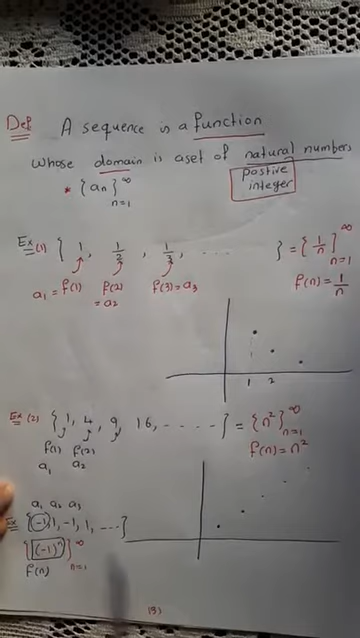 Def A sequence is a function
whose domain is a set of natural numbers
* {aₙ}^∞ₙ₌₁
postive
integer
Ex (1) { 1, 1/2, 1/3, .... } = {1/n}^∞ₙ₌₁
a₁ = f(1) f(2) = a₂ f(3) = a₃ f(n) = 1/n
1 2
Ex (2) {1, 4, 9, 16, .....} = {n²}^∞ₙ₌₁
f(1) f(2) f(n) = n²
a₁ a₂
a₁ a₂ a₃
Ex {-1, 1, -1, 1, ....}
{(-1)ⁿ}^∞ₙ₌₁
f(n)